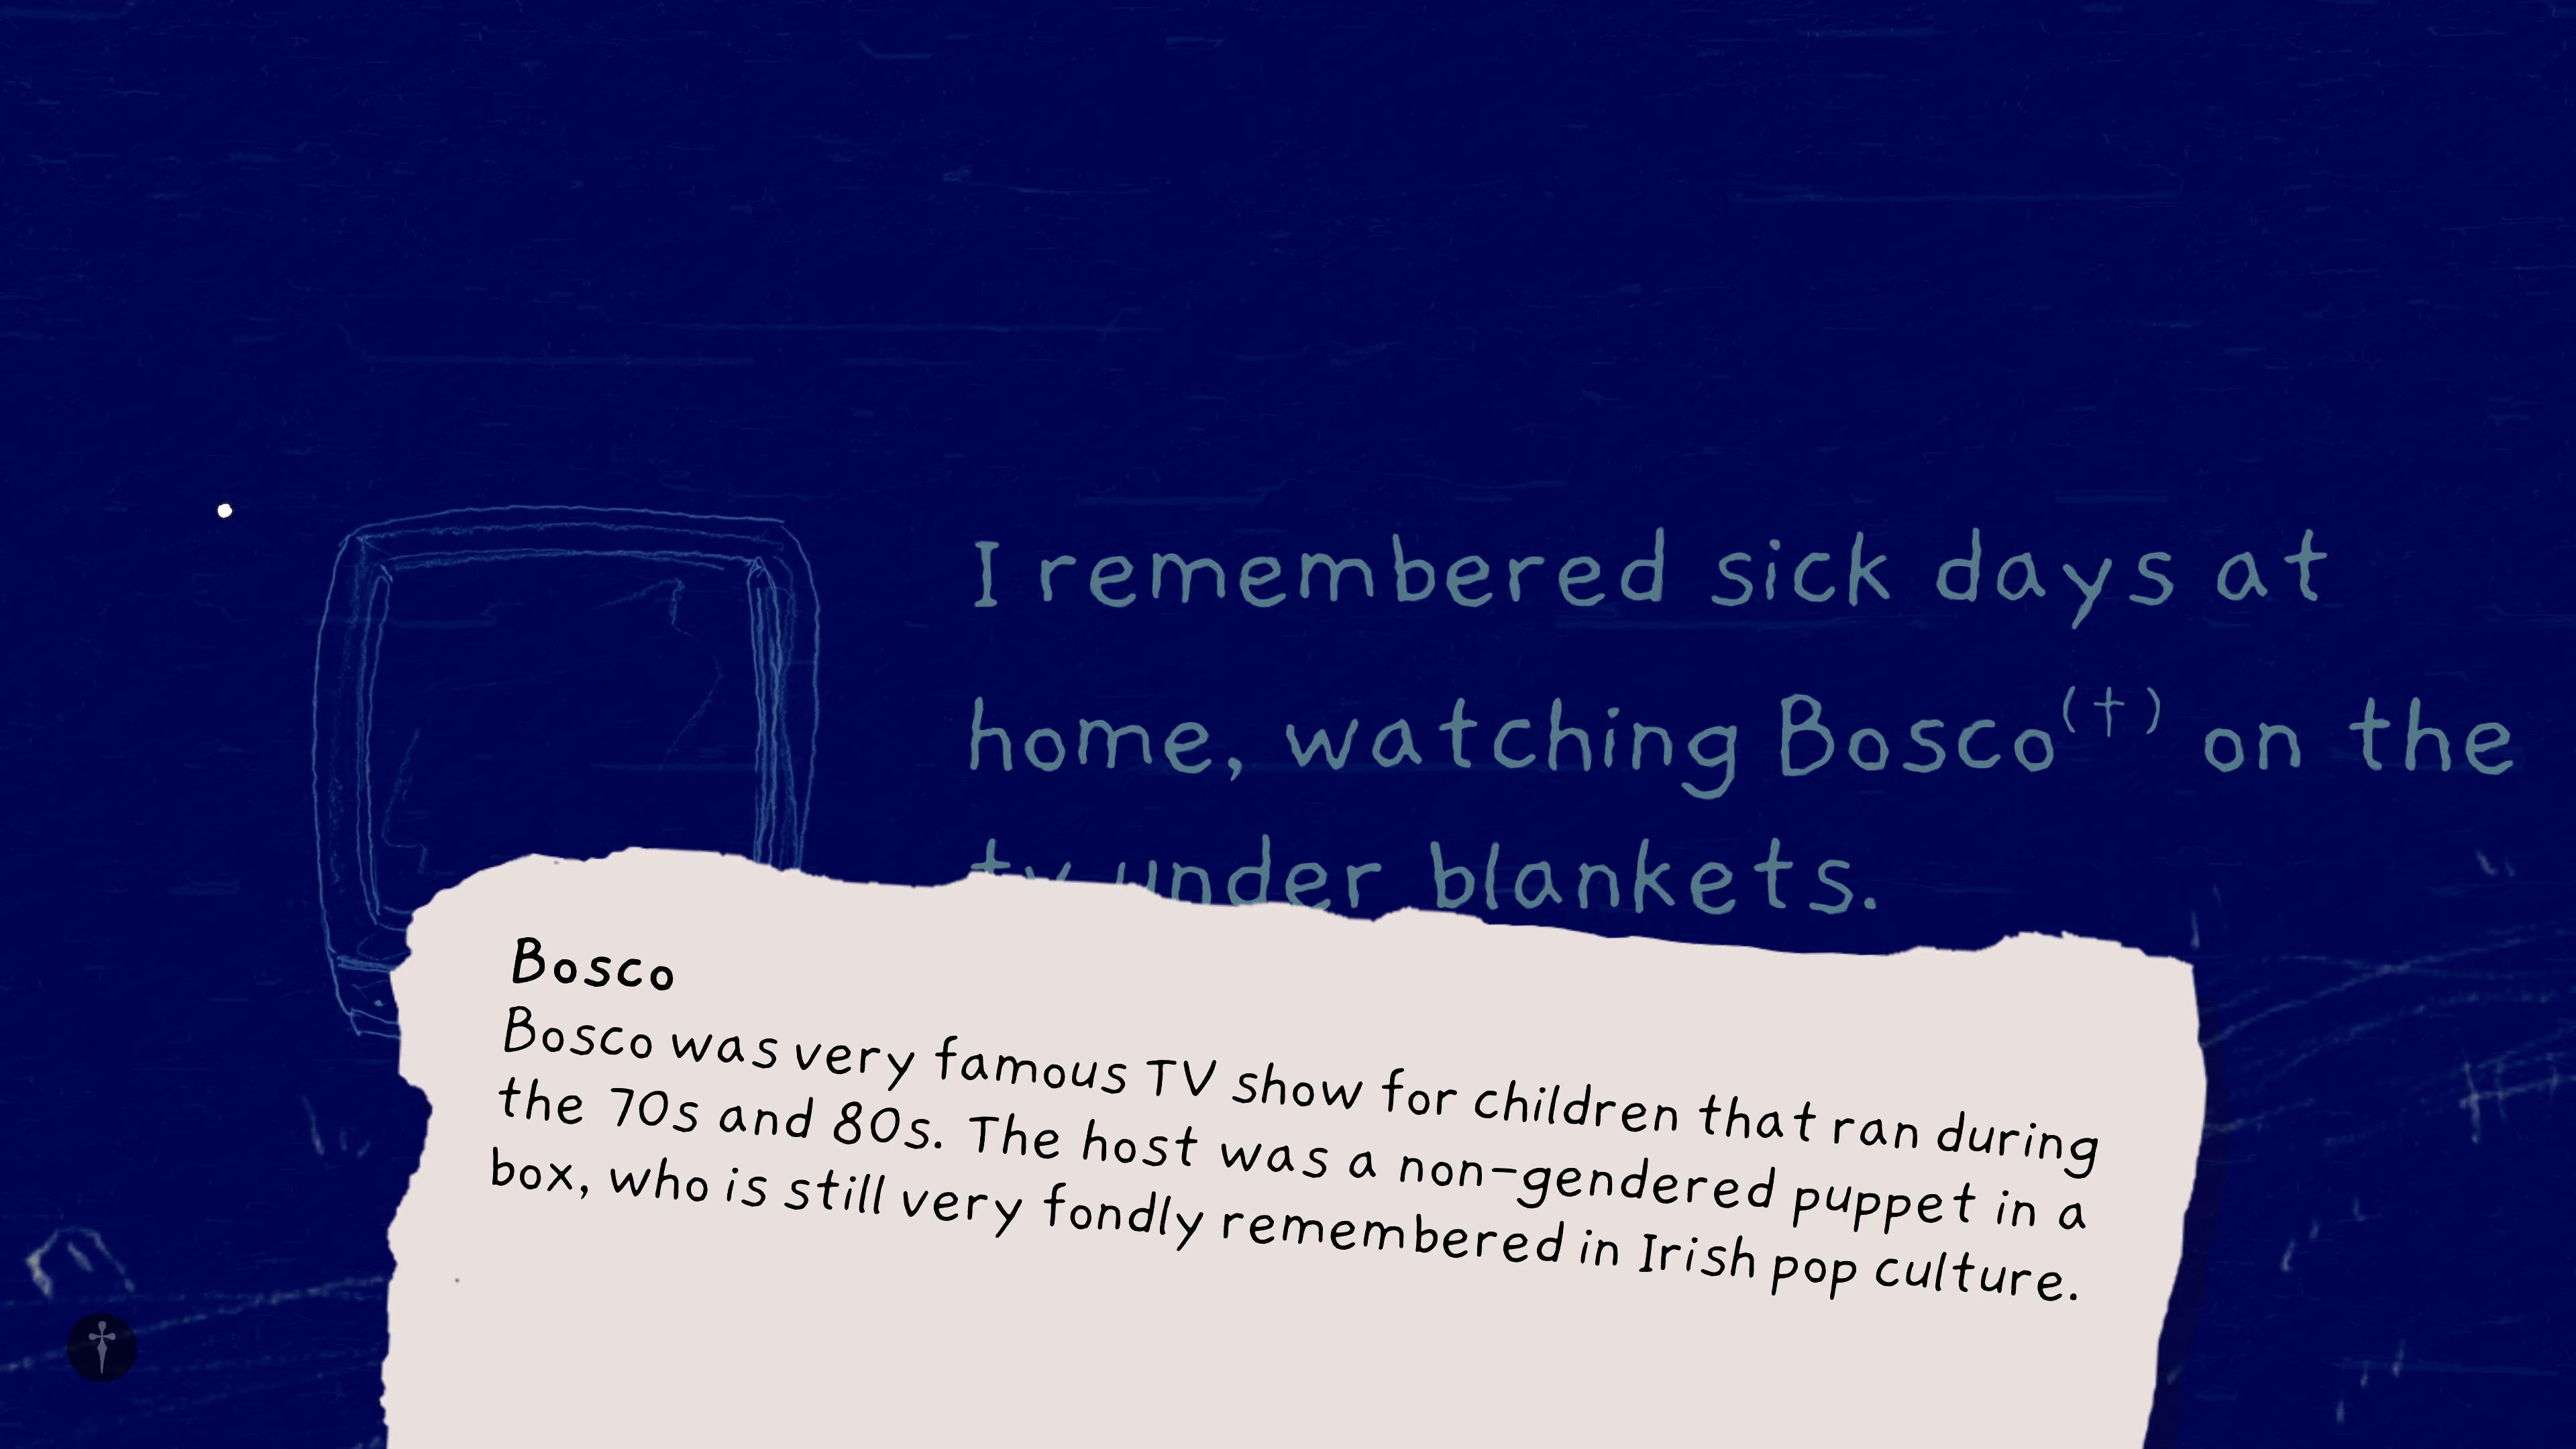 I remembered sick days at
home, watching Bosco(†) on the
tv under blankets.
Bosco
Bosco was very famous TV show for children that ran during
the 70s and 80s. The host was a non-gendered puppet in a
box, who is still very fondly remembered in Irish pop culture.
†